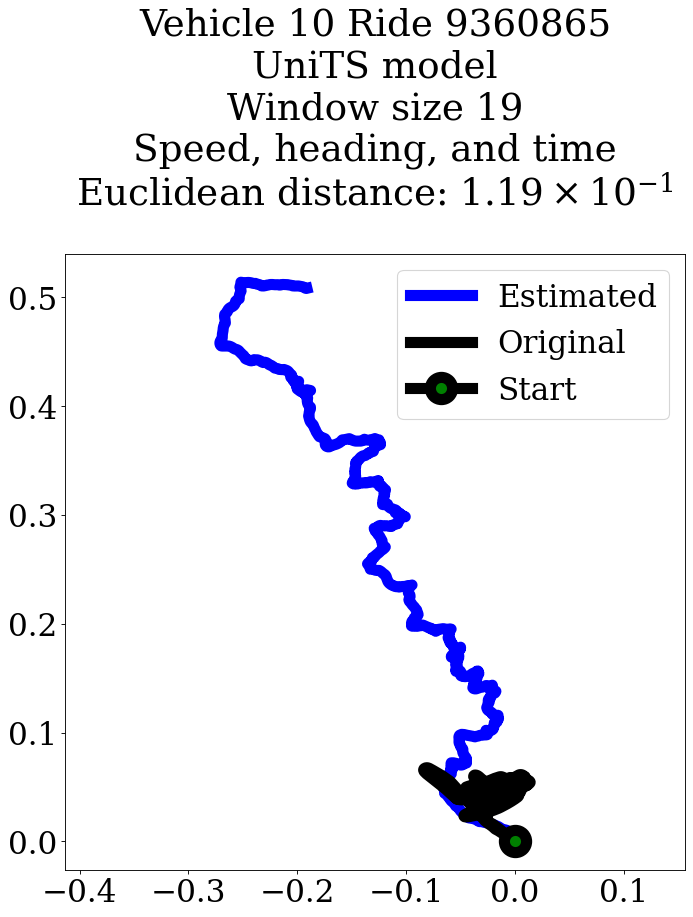 Vehicle 10 Ride 9360865
UniTS model
Window size 19
Speed, heading, and time
Euclidean distance: 1.19 × 10⁻¹
Estimated
Original
Start
0.5
0.4
0.3
0.2
0.1
0.0
−0.4 −0.3 −0.2 −0.1 0.0 0.1